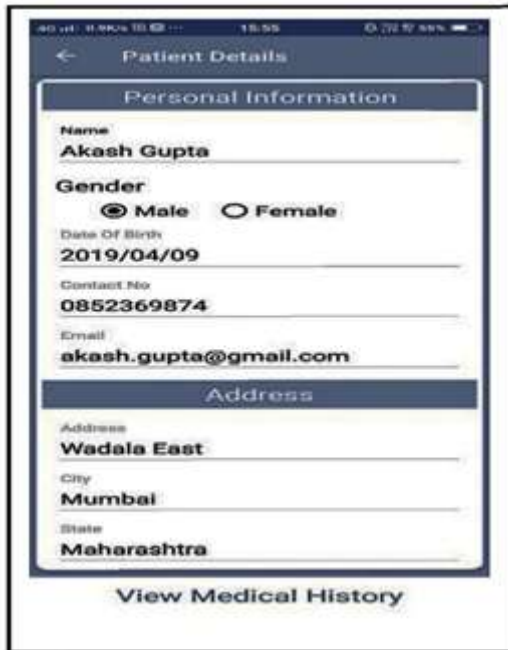 15:55
Patient Details
Personal Information
Name
Akash Gupta
Gender
Male Female
Date Of Birth
2019/04/09
Contact No
0852369874
Email
akash.gupta@gmail.com
Address
Address
Wadala East
City
Mumbai
State
Maharashtra
View Medical History